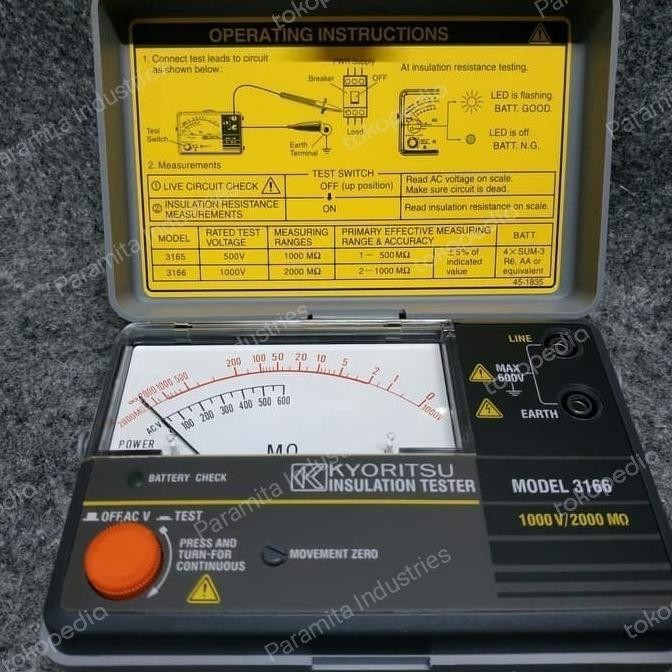 OPERATING INSTRUCTIONS
1. Connect test leads to circuit
as shown below:
PWR Supply
Breaker
OFF
Load
Test
Switch
Earth
Terminal
At insulation resistance testing.
LED is flashing.
BATT. GOOD.
LED is off.
BATT. N.G.
2. Measurements
TEST SWITCH
① LIVE CIRCUIT CHECK
OFF (up position)
Read AC voltage on scale.
Make sure circuit is dead.
② INSULATION RESISTANCE
MEASUREMENTS
ON
Read insulation resistance on scale.
MODEL
RATED TEST
VOLTAGE
MEASURING
RANGES
PRIMARY EFFECTIVE MEASURING
RANGE & ACCURACY
BATT.
3165
500V
1000 MΩ
1— 500MΩ
±5% of
indicated
value
4×SUM-3
R6, AA or
equivalent
3166
1000V
2000 MΩ
2—1000 MΩ
45-1835
∞ 2000 1000 500 200 100 50 20 10 5 2 1 0
2000MΩ
1000V
AC V 100 200 300 400 500 600
POWER
MΩ
LINE
MAX
600V
EARTH
BATTERY CHECK
KYORITSU
INSULATION TESTER
MODEL 3166
1000 V/2000 MΩ
OFF.AC V
TEST
PRESS AND
TURN-FOR
CONTINUOUS
MOVEMENT ZERO
Paramita Industries
tokopedia